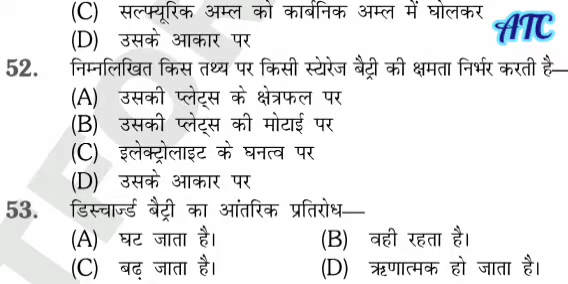 (C) सल्फ्यूरिक अम्ल को कार्बनिक अम्ल में घोलकर
(D) उसके आकार पर
ATC
52. निम्नलिखित किस तथ्य पर किसी स्टोरेज बैट्री की क्षमता निर्भर करती है—
(A) उसकी प्लेट्स के क्षेत्रफल पर
(B) उसकी प्लेट्स की मोटाई पर
(C) इलेक्ट्रोलाइट के घनत्व पर
(D) उसके आकार पर
53. डिस्चार्ज्ड बैट्री का आंतरिक प्रतिरोध—
(A) घट जाता है। (B) वही रहता है।
(C) बढ़ जाता है। (D) ऋणात्मक हो जाता है।